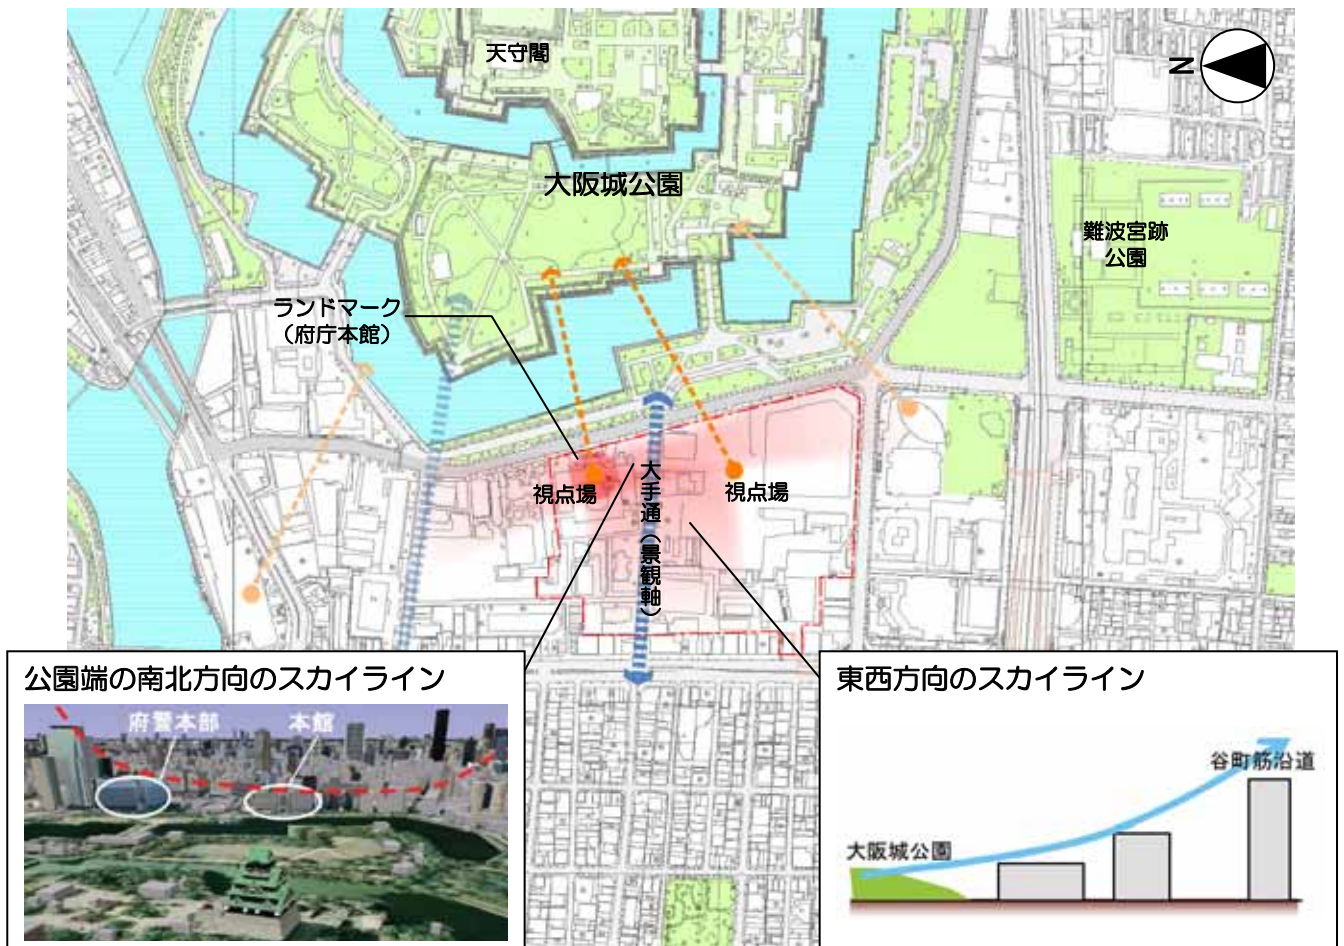 天守閣
N
大阪城公園
難波宮跡
公園
ランドマーク
（府庁本館）
視点場
大手通（景観軸）
視点場
公園端の南北方向のスカイライン
府警本部
本館
東西方向のスカイライン
谷町筋沿道
大阪城公園